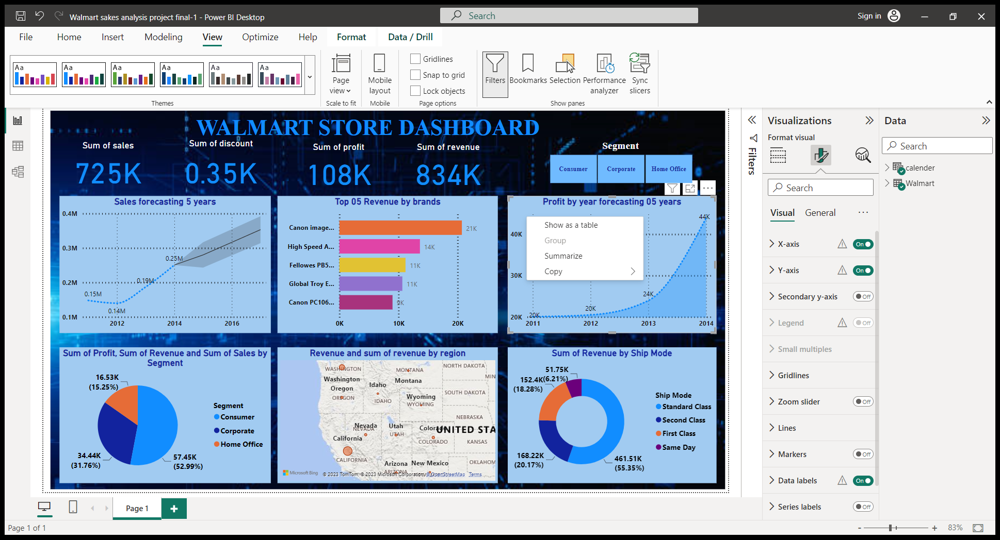 Walmart sakes analysis project final-1 - Power BI Desktop
Search
Sign in
File Home Insert Modeling View Optimize Help Format Data / Drill
Aa Aa Aa Aa Aa Aa
Themes
Page view
Scale to fit
Mobile layout
Mobile
Gridlines
Snap to grid
Lock objects
Page options
Filters
Bookmarks
Selection
Performance analyzer
Sync slicers
Show panes
WALMART STORE DASHBOARD
Sum of sales
725K
Sum of discount
0.35K
Sum of profit
108K
Sum of revenue
834K
Segment
Consumer Corporate Home Office
Sales forecasting 5 years
0.4M
0.3M
0.2M
0.1M
0.15M
0.14M
0.19M
0.25M
2012 2014 2016
Top 05 Revenue by brands
Canon image... 21K
High Speed A... 14K
Fellowes PB5... 11K
Global Troy E... 11K
Canon PC106... 9K
0K 10K 20K
Profit by year forecasting 05 years
40K
30K
20K
20K
20K
24K
44K
2011 2012 2013 2014
Show as a table
Group
Summarize
Copy
Sum of Profit, Sum of Revenue and Sum of Sales by
Segment
16.53K
(15.25%)
34.44K
(31.76%)
57.45K
(52.99%)
Segment
Consumer
Corporate
Home Office
Revenue and sum of revenue by region
WASHINGTON
Washington
Oregon
OREGON
Idaho
IDAHO
MONTANA
Montana
NORTH DAKOTA
MIN
SOUTH DAKOTA
Wyoming
WYOMING
NEBRASKA
Nevada
NEVADA
Utah
UTAH
Colorado
COLORADO
UNITED STA
KANSAS
California
CALIFORNIA
Arizona
ARIZONA
New Mexico
OKLAHOM
Microsoft Bing
© 2023 TomTom, © 2023 Microsoft Corporation, © OpenStreetMap Terms
Sum of Revenue by Ship Mode
51.75K
(6.21%)
152.4K
(18.28%)
168.22K
(20.17%)
461.51K
(55.35%)
Ship Mode
Standard Class
Second Class
First Class
Same Day
Filters
Visualizations
Format visual
Search
Visual General
X-axis On
Y-axis On
Secondary y-axis Off
Legend Off
Small multiples
Gridlines
Zoom slider Off
Lines
Markers Off
Data labels On
Series labels Off
Data
Search
calender
Walmart
Page 1
Page 1 of 1
83%